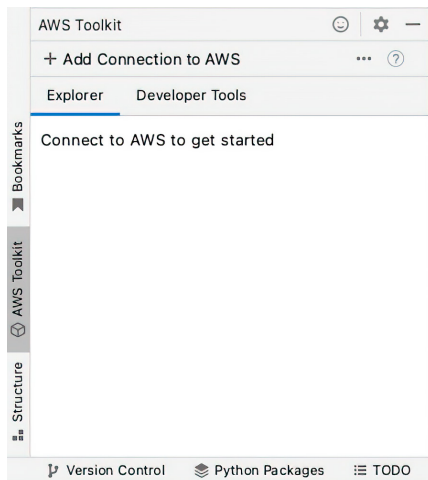 AWS Toolkit
+ Add Connection to AWS ... ?
Explorer Developer Tools
Connect to AWS to get started
Bookmarks
AWS Toolkit
Structure
Version Control Python Packages TODO